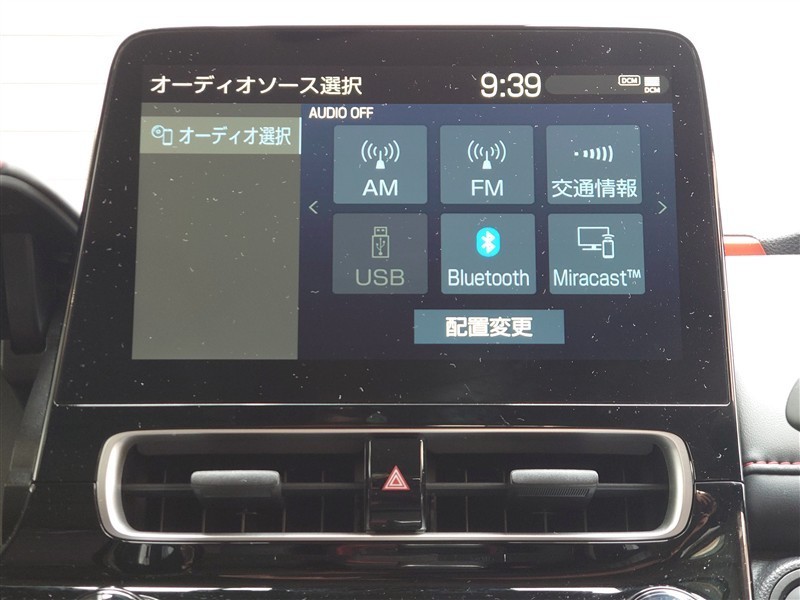 オーディオソース選択
9:39
DCM
DCM
オーディオ選択
AUDIO OFF
AM
FM
交通情報
USB
Bluetooth
Miracast™
配置変更